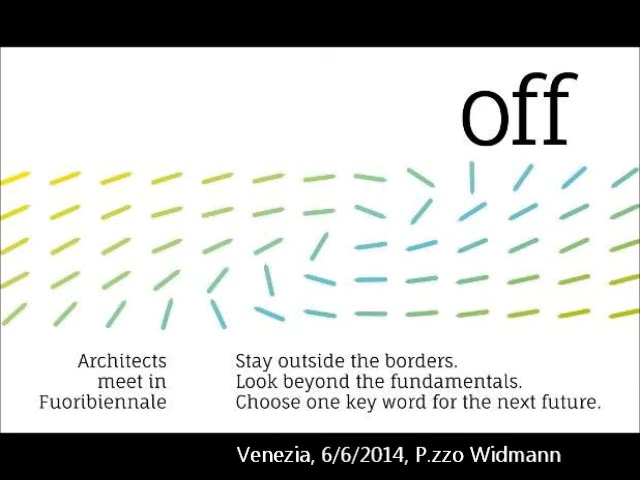 off
Architects
meet in
Fuoribiennale
Stay outside the borders.
Look beyond the fundamentals.
Choose one key word for the next future.
Venezia, 6/6/2014, P.zzo Widmann